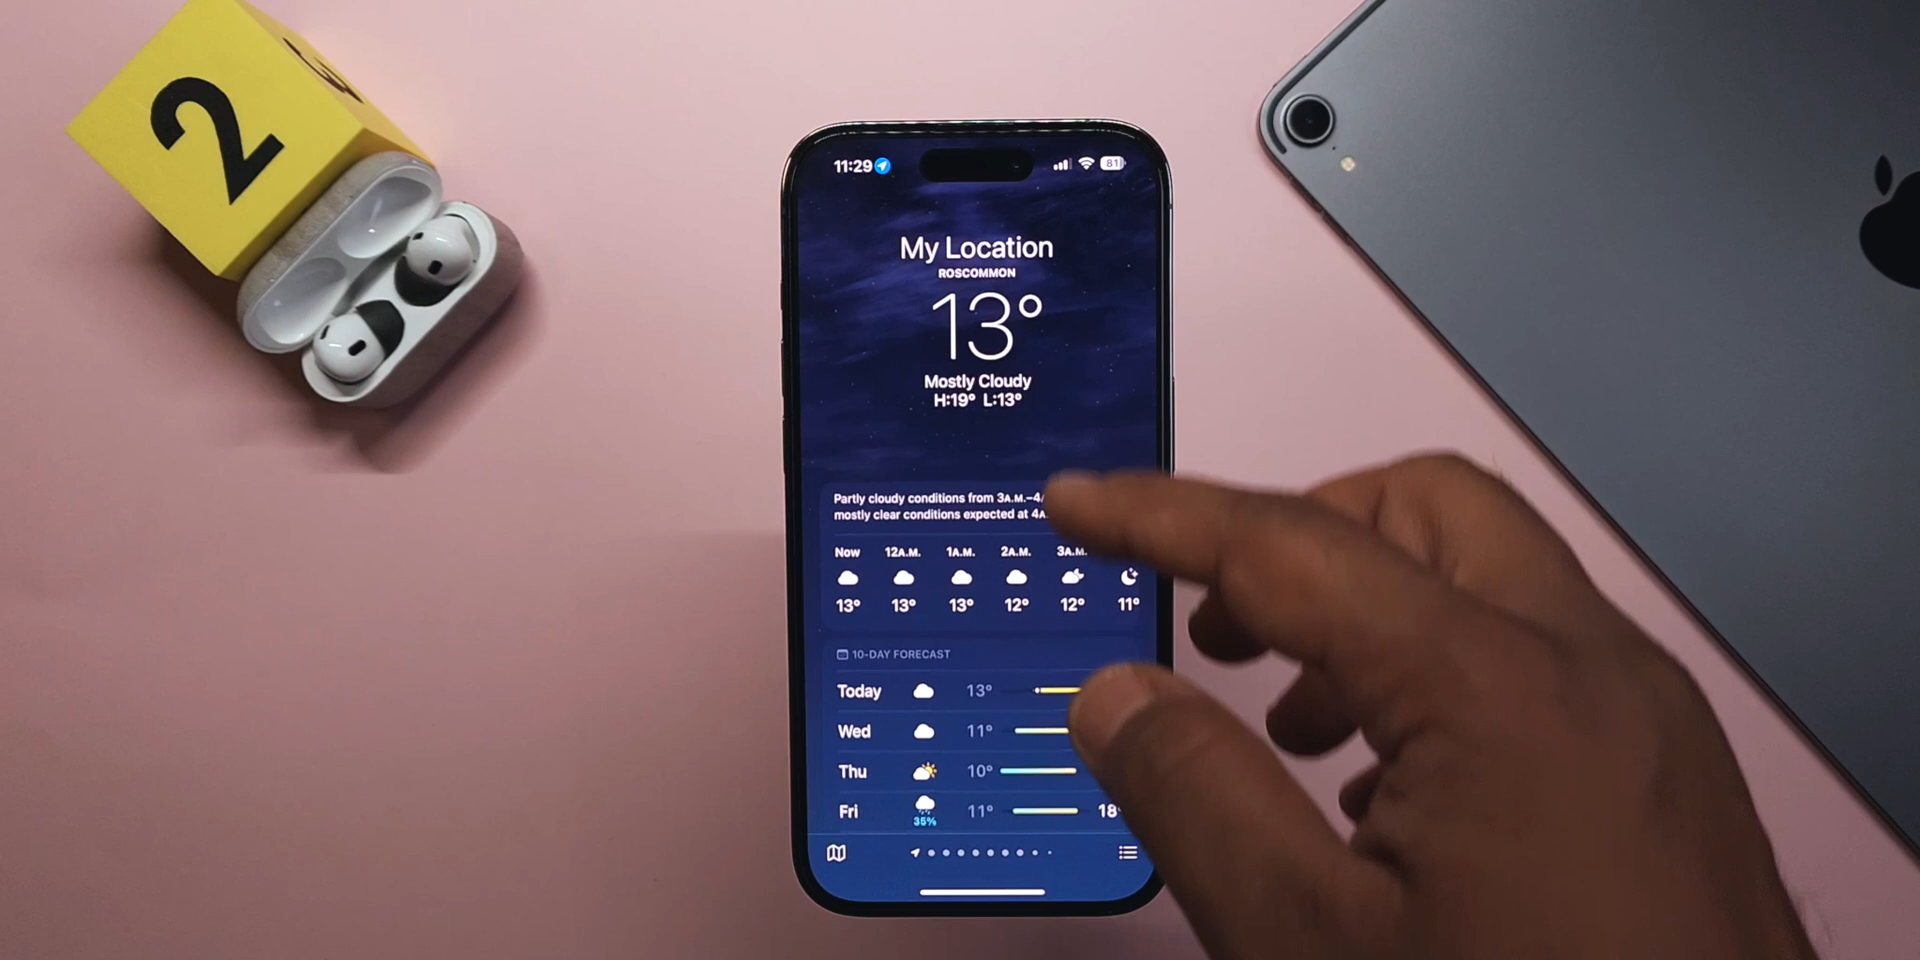 2
11:29
81
My Location
ROSCOMMON
13°
Mostly Cloudy
H:19° L:13°
Partly cloudy conditions from 3A.M.–4
mostly clear conditions expected at 4A
Now 12A.M. 1A.M. 2A.M. 3A.M.
13° 13° 13° 12° 12° 11°
10-DAY FORECAST
Today 13°
Wed 11°
Thu 10°
Fri 35% 11° 18°